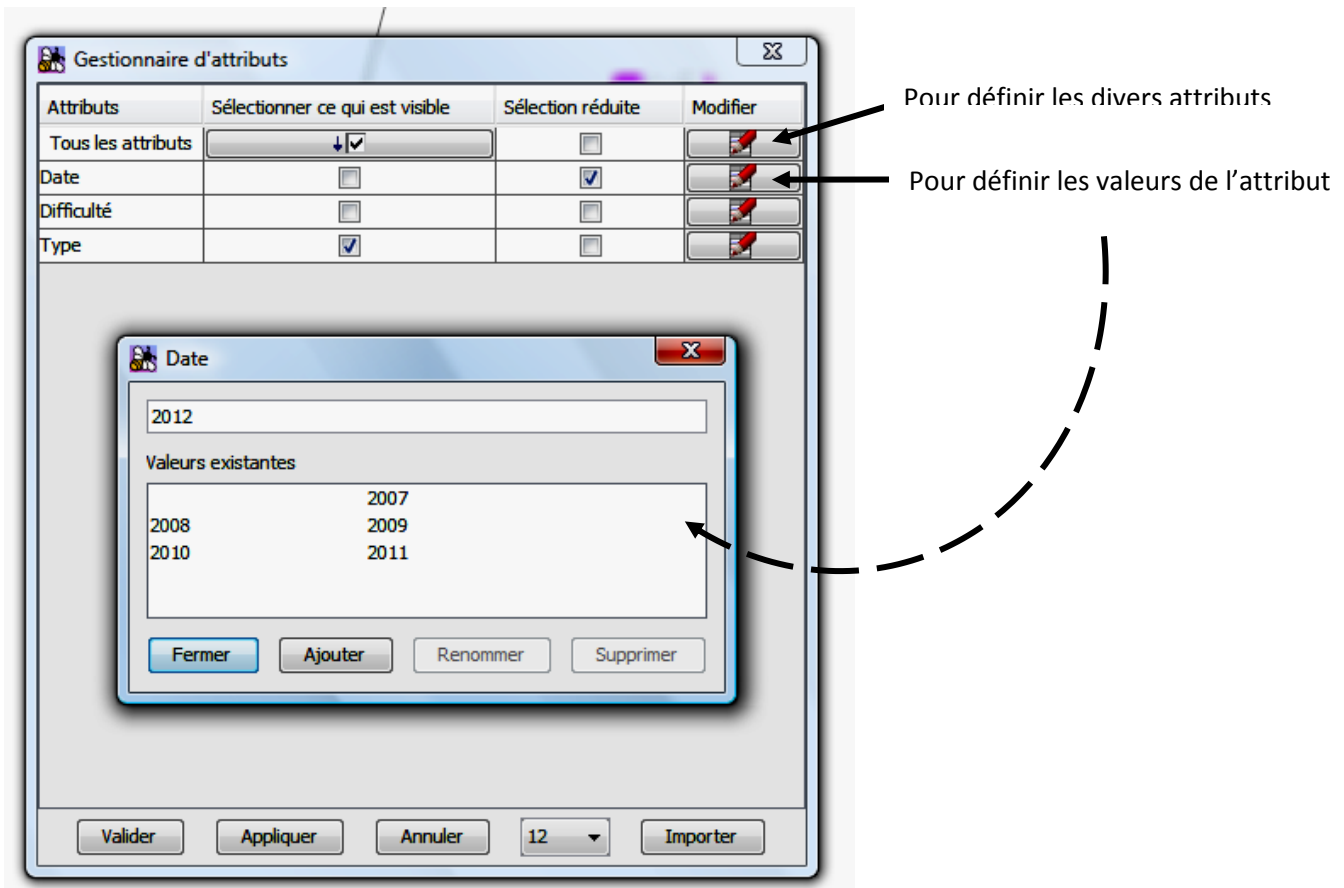 Gestionnaire d'attributs
Attributs Sélectionner ce qui est visible Sélection réduite Modifier
Tous les attributs
Date
Difficulté
Type
Pour définir les divers attributs
Pour définir les valeurs de l’attribut
Date
2012
Valeurs existantes
2007
2008 2009
2010 2011
Fermer Ajouter Renommer Supprimer
Valider Appliquer Annuler 12 Importer